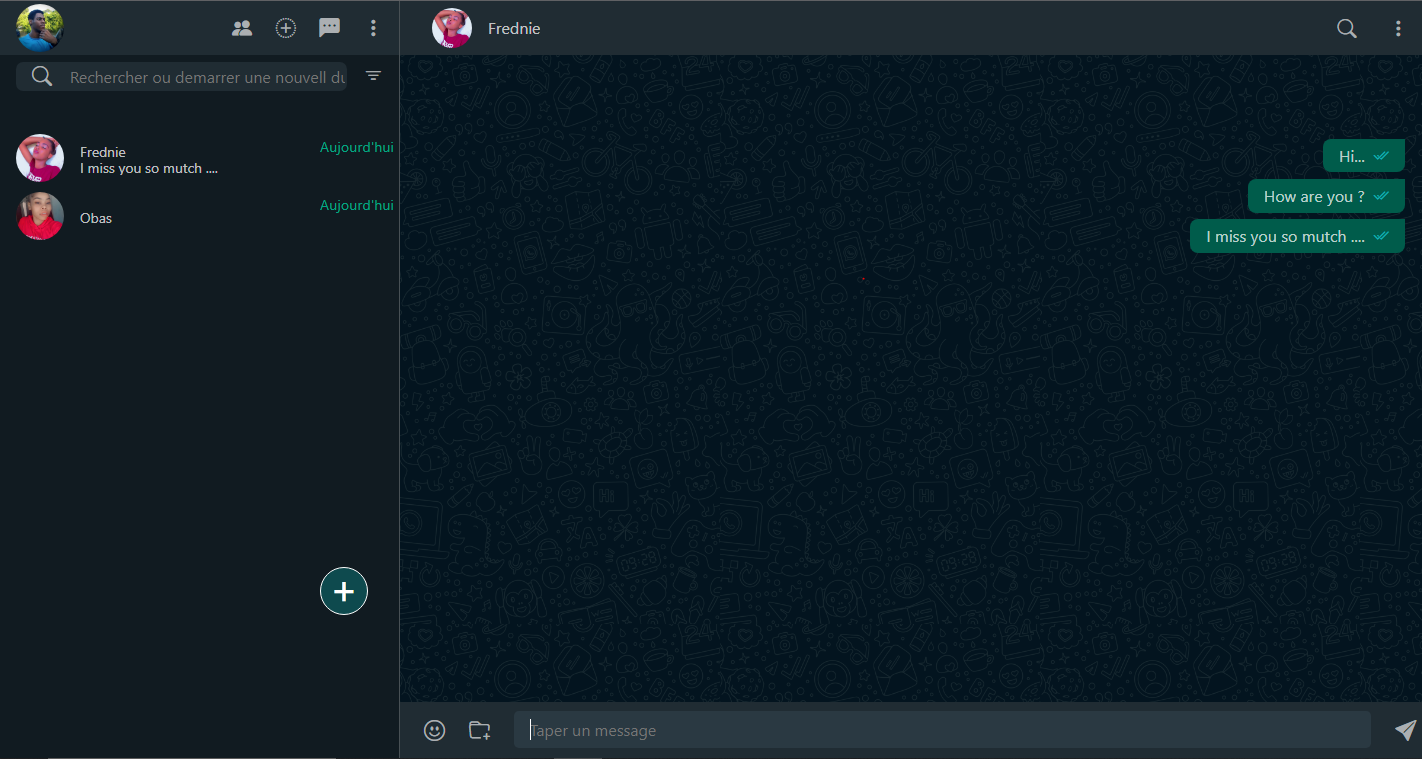 Frednie
Rechercher ou demarrer une nouvell du
Frednie
Aujourd'hui
I miss you so mutch ....
Obas
Aujourd'hui
Hi...
How are you ?
I miss you so mutch ....
Taper un message